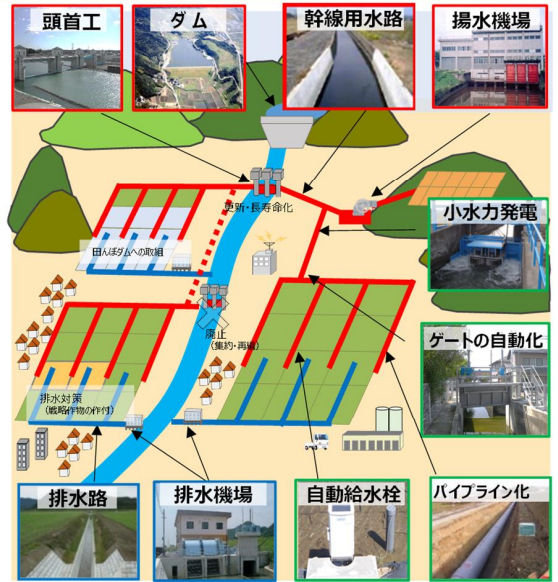 頭首工
ダム
幹線用水路
揚水機場
更新・長寿命化
小水力発電
田んぼダムへの取組
廃止
(集約・再編)
ゲートの自動化
排水対策
(戦略作物の作付)
排水路
排水機場
自動給水栓
パイプライン化